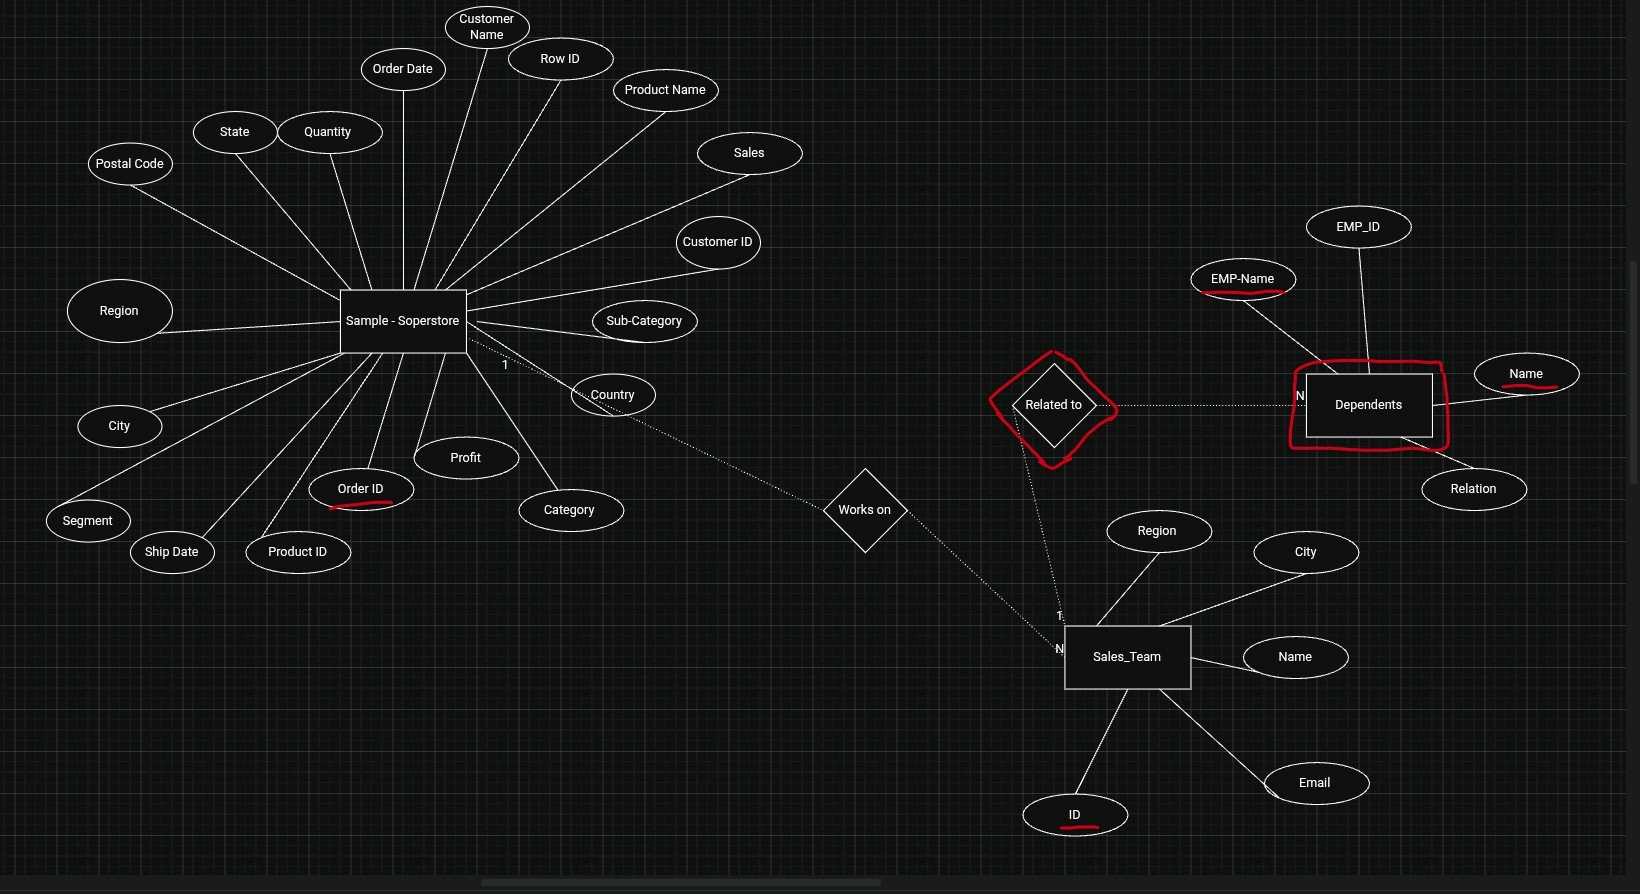 Customer
Name
Row ID
Order Date
Product Name
State
Quantity
Sales
Postal Code
Customer ID
EMP_ID
EMP-Name
Region
Sample - Soperstore
Sub-Category
1
Country
Related to
N
Dependents
Name
City
Profit
Order ID
Relation
Segment
Category
Works on
Ship Date
Product ID
Region
City
1
N
Sales_Team
Name
Email
ID